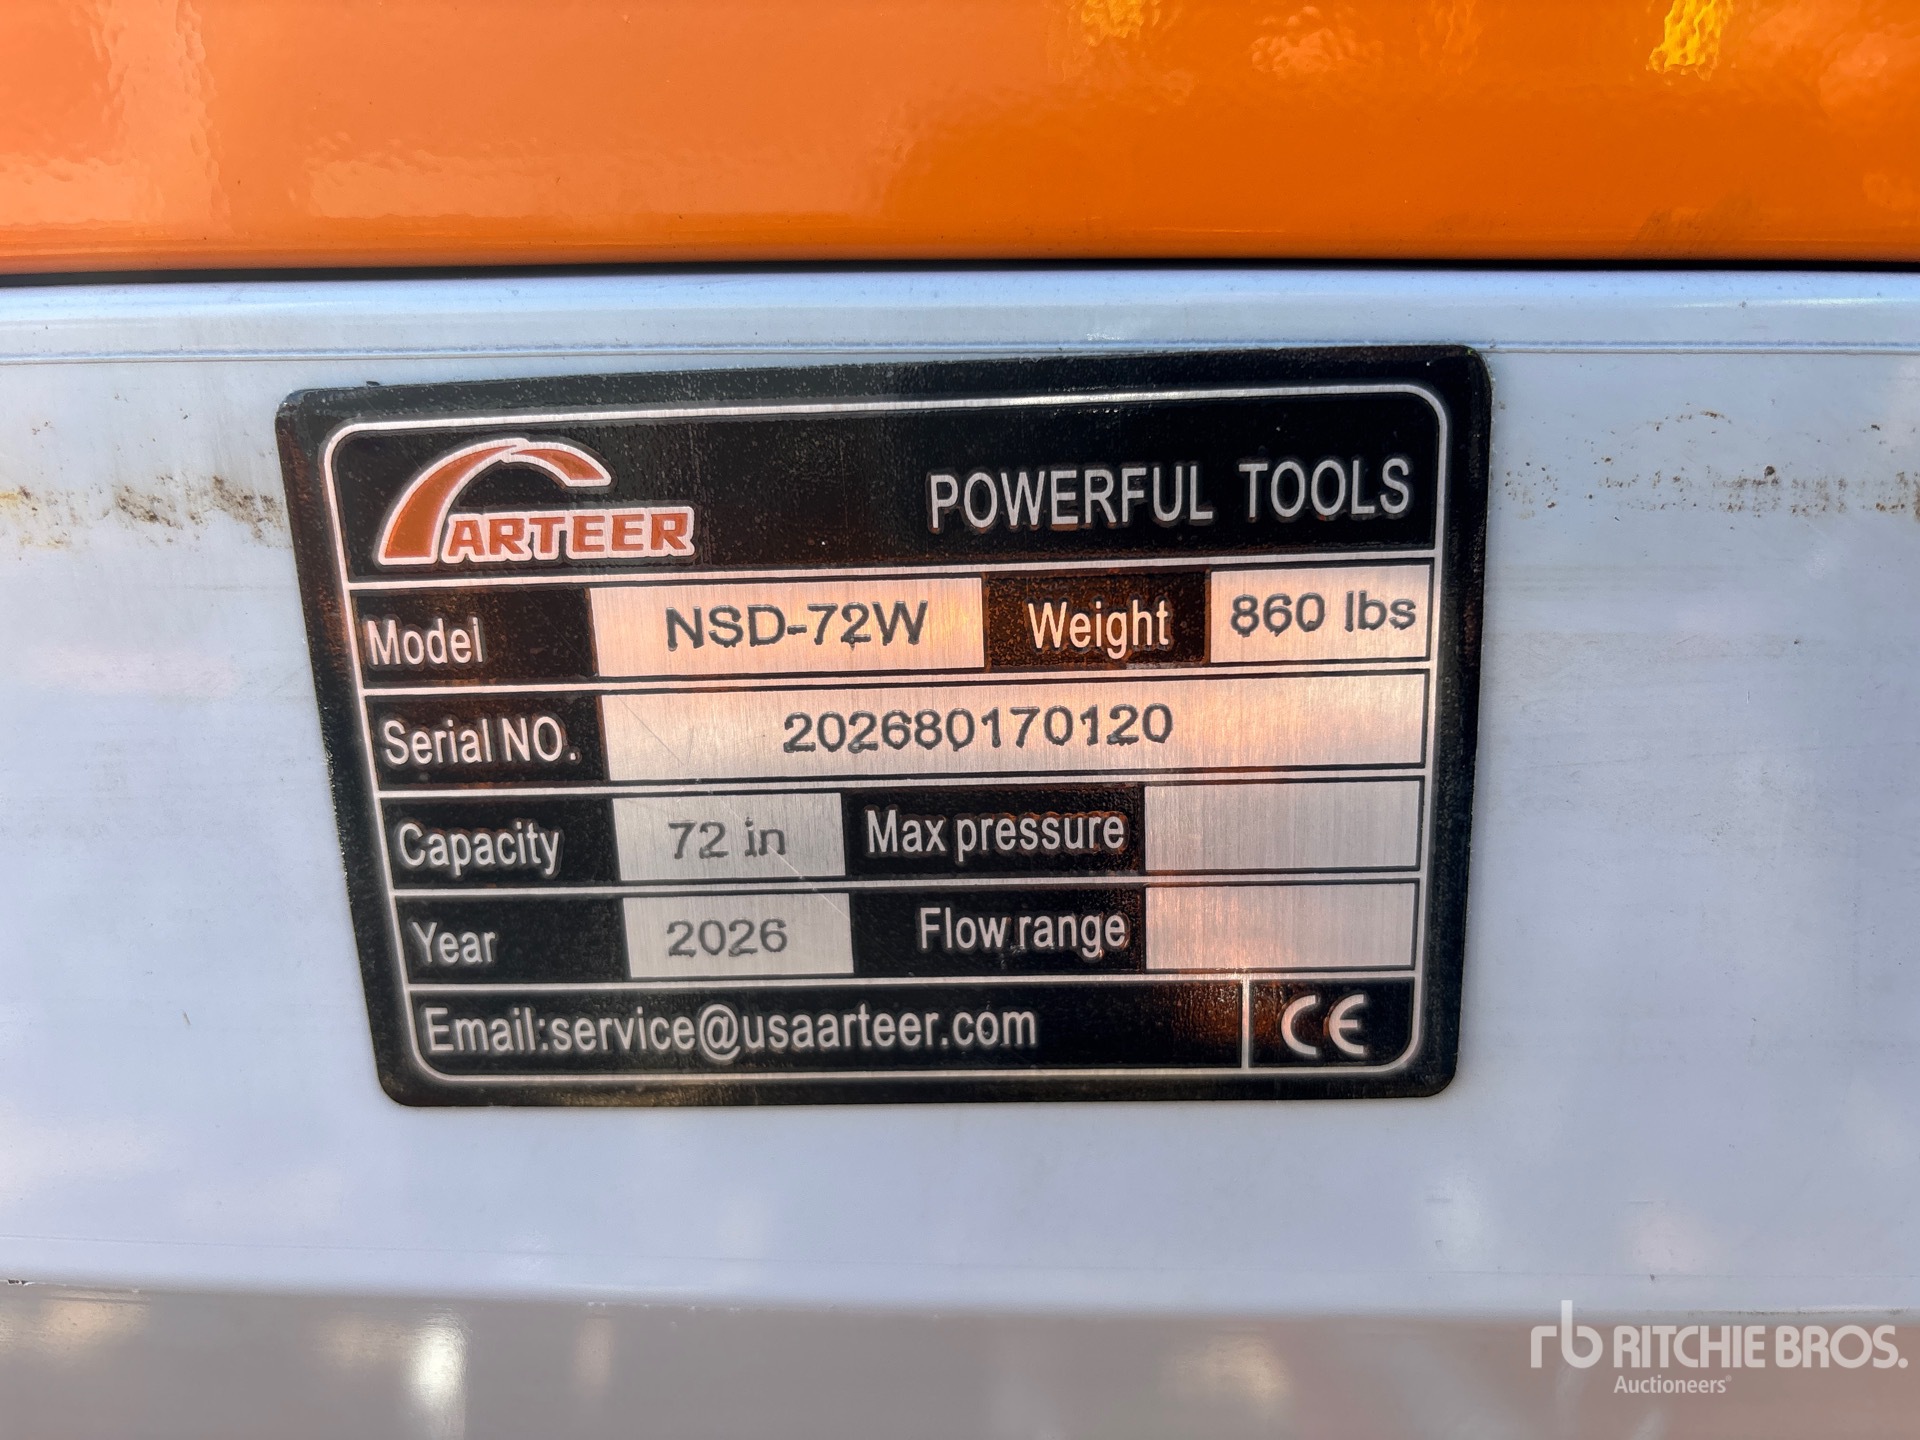 ARTEER POWERFUL TOOLS
Model NSD-72W Weight 860 lbs
Serial NO. 202680170120
Capacity 72 in Max pressure
Year 2026 Flow range
Email:service@usaarteer.com CE
rb RITCHIE BROS.
Auctioneers